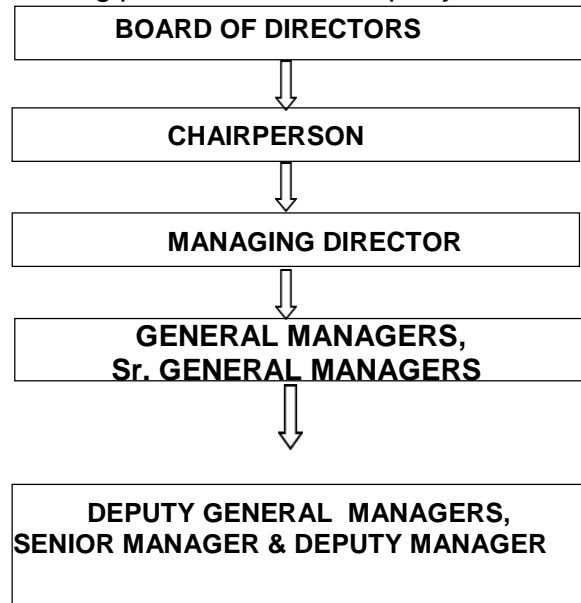 BOARD OF DIRECTORS
CHAIRPERSON
MANAGING DIRECTOR
GENERAL MANAGERS,
Sr. GENERAL MANAGERS
DEPUTY GENERAL MANAGERS,
SENIOR MANAGER & DEPUTY MANAGER